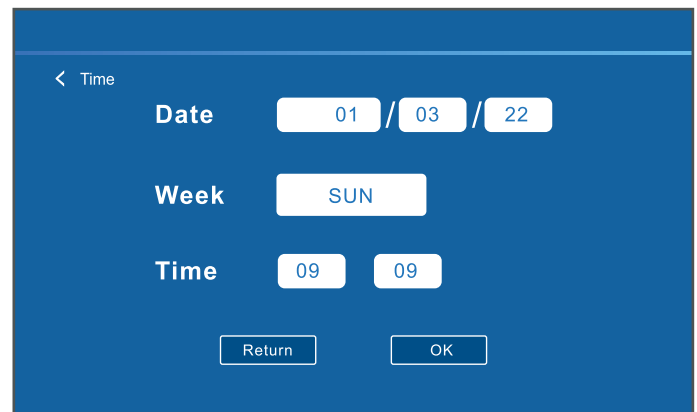 < Time
Date 01 / 03 / 22
Week SUN
Time 09 09
Return OK